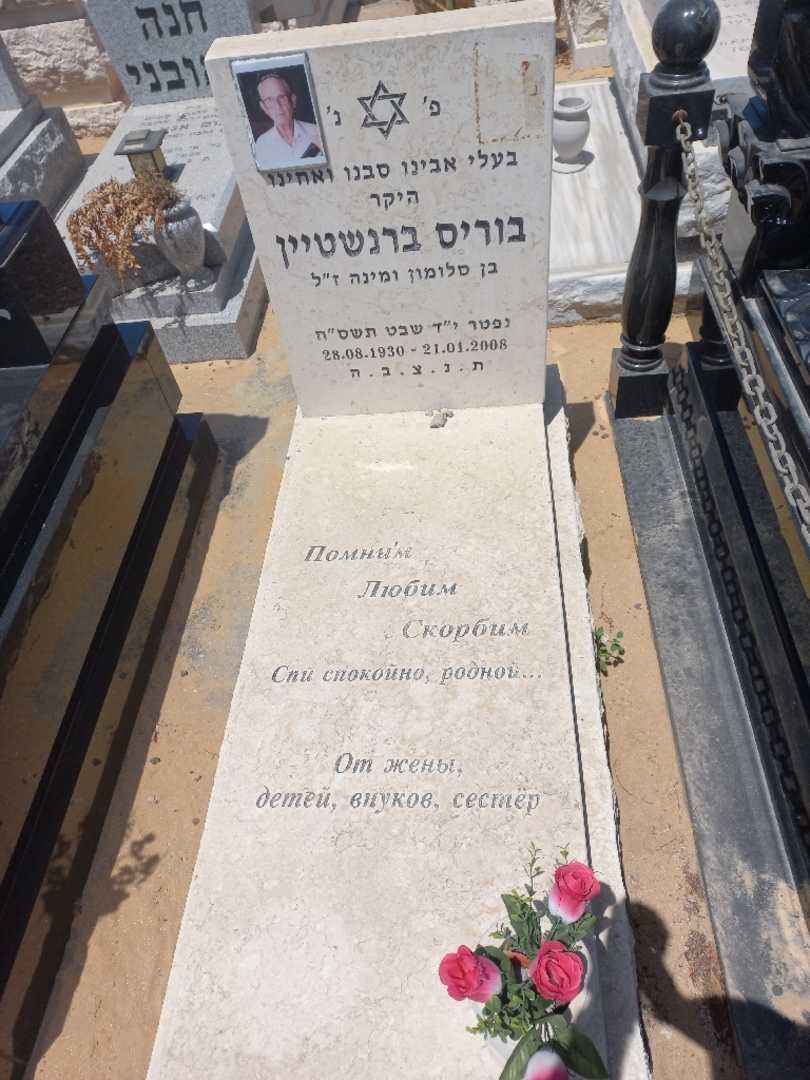 חנה
פ' נ'
בעלי אבינו סבנו ואחינו
היקר
בוריס ברנשטיין
בן סלומון ומינה ז"ל
נפטר י"ד שבט תשס"ח
28.08.1930 - 21.01.2008
ת . נ . צ . ב . ה
Помним
Любим
Скорбим
Спи спокойно, родной...
От жены,
детей, внуков, сестёр